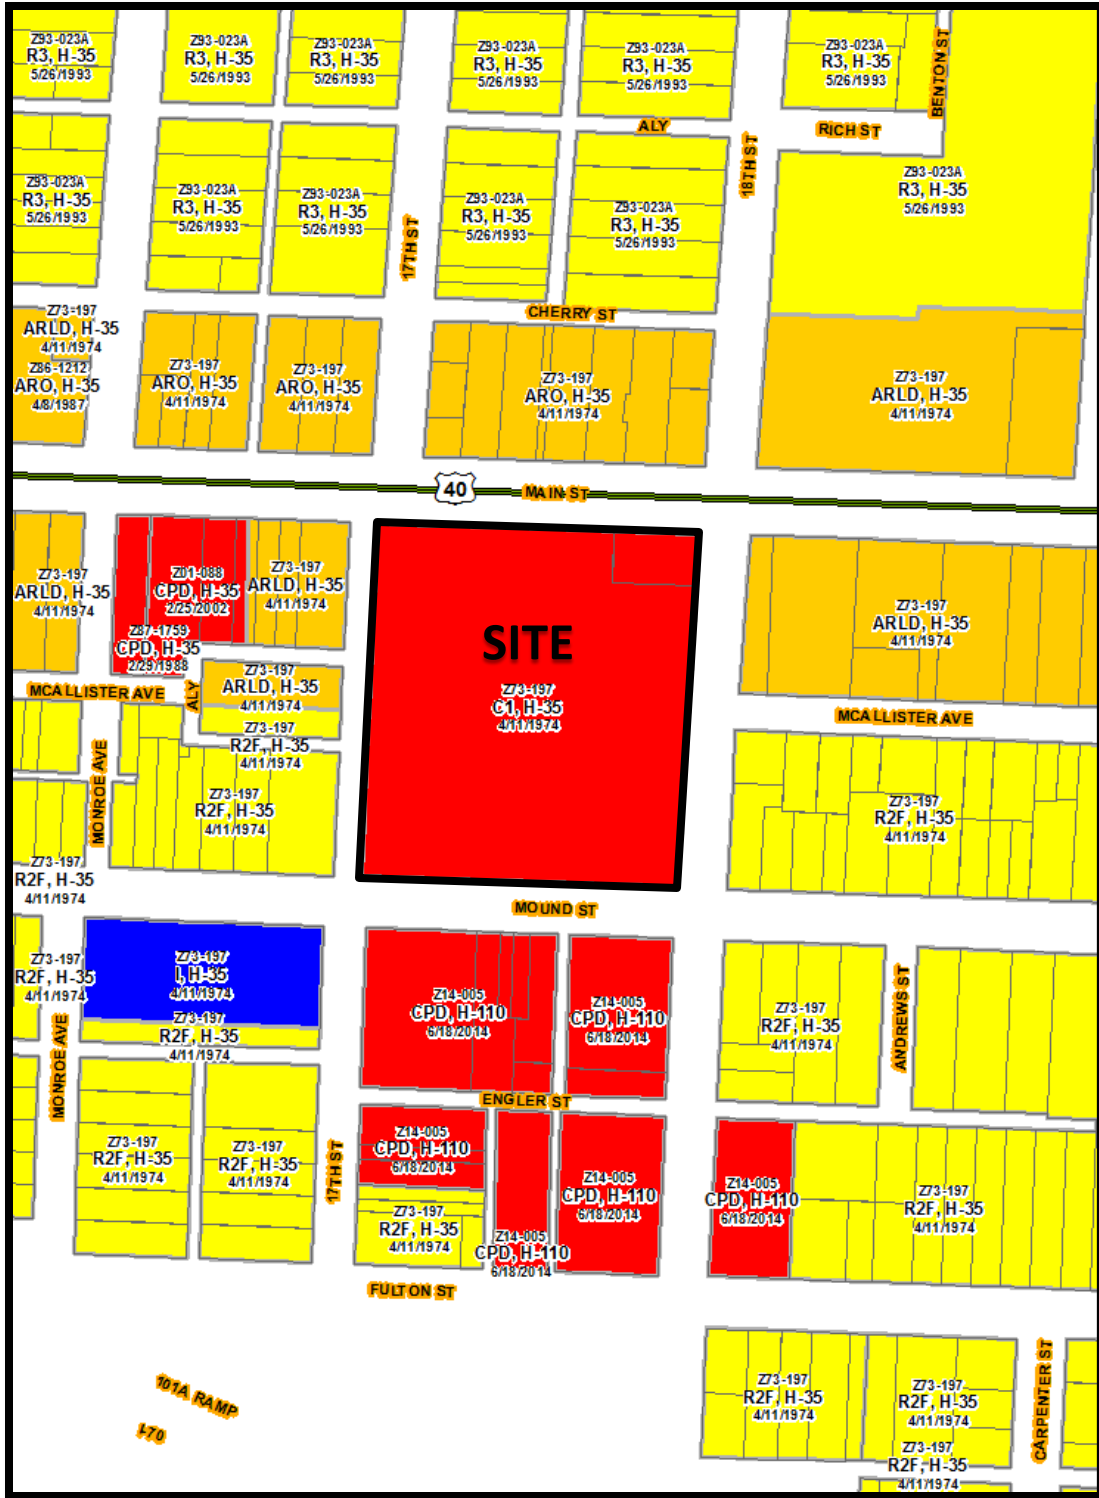 Z93-023A
R3, H-35
5/26/1993
Z93-023A
R3, H-35
5/26/1993
Z93-023A
R3, H-35
5/26/1993
Z93-023A
R3, H-35
5/26/1993
Z93-023A
R3, H-35
5/26/1993
Z93-023A
R3, H-35
5/26/1993
BENTON ST
ALY
RICH ST
18TH ST
Z93-023A
R3, H-35
5/26/1993
Z93-023A
R3, H-35
5/26/1993
Z93-023A
R3, H-35
5/26/1993
17TH ST
Z93-023A
R3, H-35
5/26/1993
Z93-023A
R3, H-35
5/26/1993
Z93-023A
R3, H-35
5/26/1993
CHERRY ST
Z73-197
ARLD, H-35
4/11/1974
Z86-1212
ARO, H-35
4/8/1987
Z73-197
ARO, H-35
4/11/1974
Z73-197
ARO, H-35
4/11/1974
Z73-197
ARO, H-35
4/11/1974
Z73-197
ARLD, H-35
4/11/1974
40
MAIN ST
Z73-197
ARLD, H-35
4/11/1974
Z01-088
CPD, H-35
2/25/2002
Z87-1759
CPD, H-35
2/29/1988
Z73-197
ARLD, H-35
4/11/1974
SITE
Z73-197
C1, H-35
4/11/1974
Z73-197
ARLD, H-35
4/11/1974
MCALLISTER AVE
ALY
Z73-197
ARLD, H-35
4/11/1974
Z73-197
R2F, H-35
4/11/1974
MCALLISTER AVE
MONROE AVE
Z73-197
R2F, H-35
4/11/1974
Z73-197
R2F, H-35
4/11/1974
Z73-197
R2F, H-35
4/11/1974
MOUND ST
Z73-197
R2F, H-35
4/11/1974
Z73-197
I, H-35
4/11/1974
Z73-197
R2F, H-35
4/11/1974
Z14-005
CPD, H-110
6/18/2014
Z14-005
CPD, H-110
6/18/2014
Z73-197
R2F, H-35
4/11/1974
ANDREWS ST
MONROE AVE
ENGLER ST
Z73-197
R2F, H-35
4/11/1974
Z73-197
R2F, H-35
4/11/1974
17TH ST
Z14-005
CPD, H-110
6/18/2014
Z73-197
R2F, H-35
4/11/1974
Z14-005
CPD, H-110
6/18/2014
Z14-005
CPD, H-110
6/18/2014
Z14-005
CPD, H-110
6/18/2014
Z73-197
R2F, H-35
4/11/1974
FULTON ST
101A RAMP
I-70
Z73-197
R2F, H-35
4/11/1974
Z73-197
R2F, H-35
4/11/1974
Z73-197
R2F, H-35
4/11/1974
CARPENTER ST